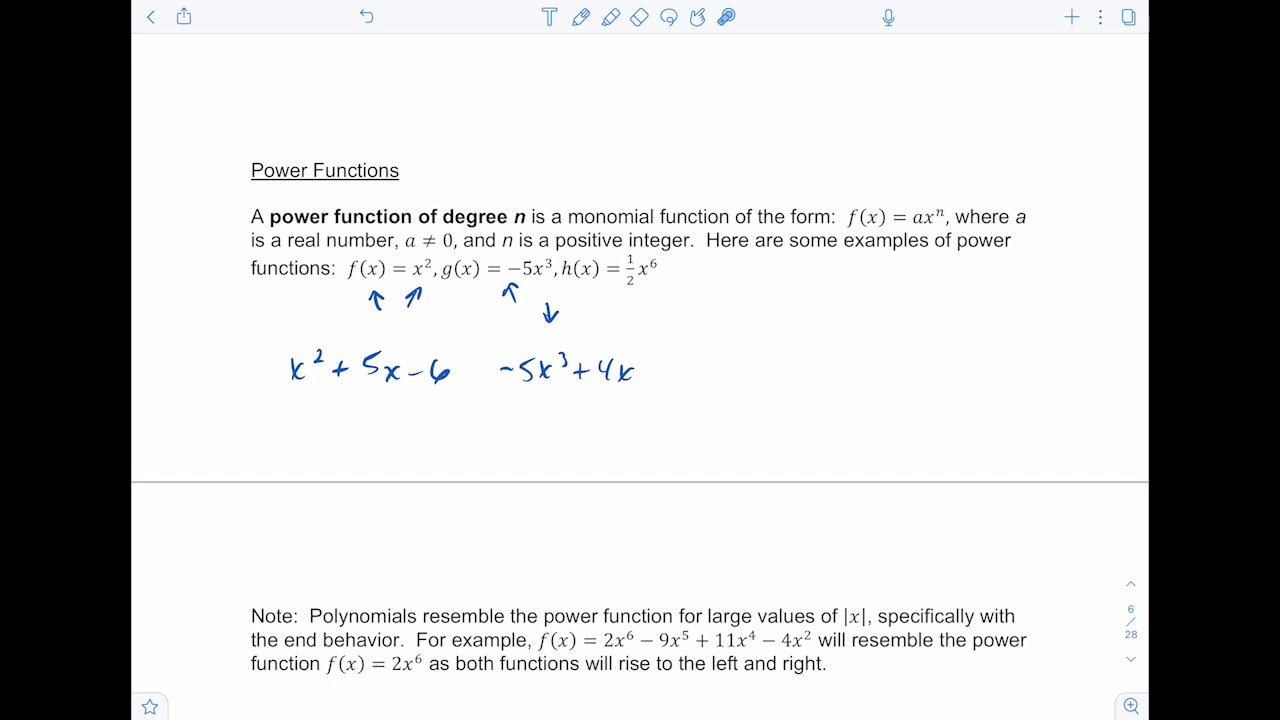 Power Functions
A power function of degree n is a monomial function of the form: f(x) = axⁿ, where a
is a real number, a ≠ 0, and n is a positive integer. Here are some examples of power
functions: f(x) = x², g(x) = −5x³, h(x) = ½x⁶
x² + 5x − 6 −5x³ + 4x
Note: Polynomials resemble the power function for large values of |x|, specifically with
the end behavior. For example, f(x) = 2x⁶ − 9x⁵ + 11x⁴ − 4x² will resemble the power
function f(x) = 2x⁶ as both functions will rise to the left and right.
6
/
28